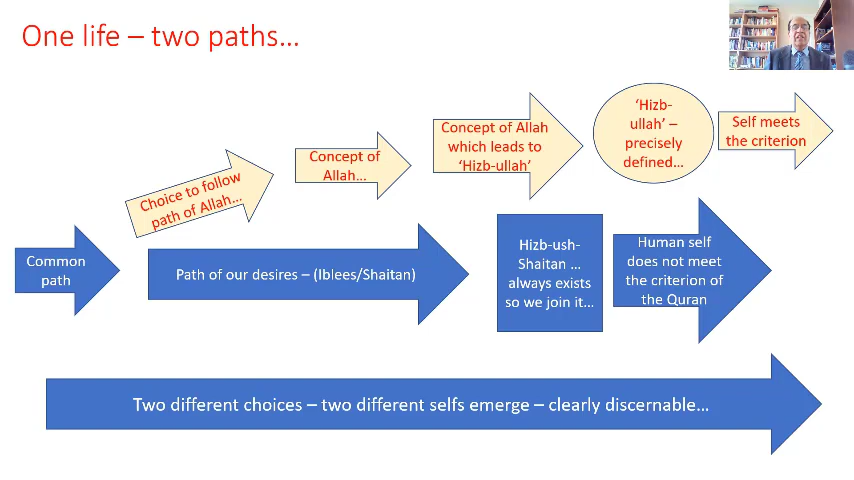 One life – two paths...
Choice to follow
path of Allah...
Concept of
Allah...
Concept of Allah
which leads to
‘Hizb-ullah’
‘Hizb-
ullah’ –
precisely
defined...
Self meets
the criterion
Common
path
Path of our desires – (Iblees/Shaitan)
Hizb-ush-
Shaitan ...
always exists
so we join it...
Human self
does not meet
the criterion of
the Quran
Two different choices – two different selfs emerge – clearly discernable...